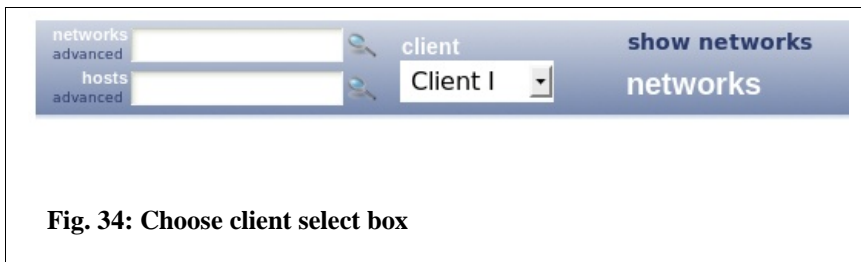 networks
advanced
hosts
advanced
client
Client I
show networks
networks
Fig. 34: Choose client select box